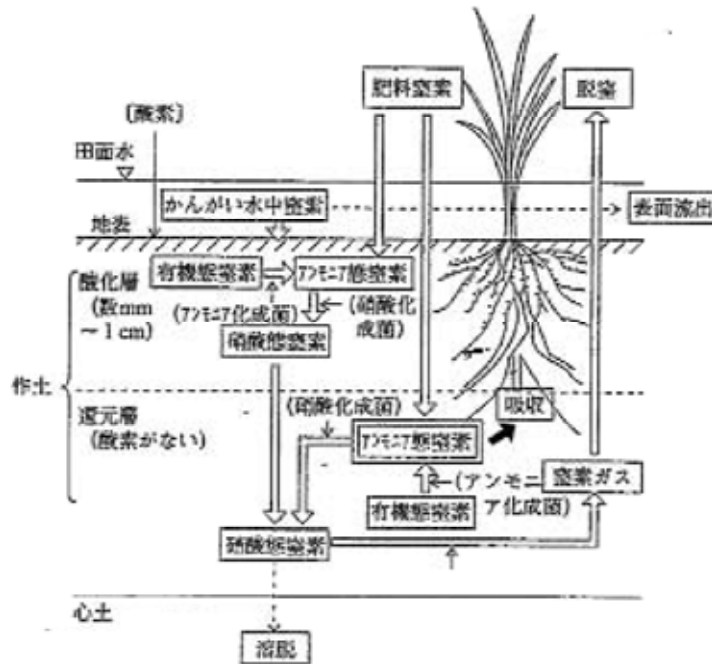 肥料窒素
脱窒
〔酸素〕
田面水
かんがい水中窒素
表面流出
地表
酸化層
(数mm
～1cm)
有機態窒素
アンモニア態窒素
(アンモニア化成菌)
(硝酸化
成菌)
硝酸態窒素
作土
還元層
(酸素がない)
(硝酸化成菌)
吸収
アンモニア態窒素
(アンモニ
ア化成菌)
窒素ガス
有機態窒素
硝酸態窒素
心土
溶脱